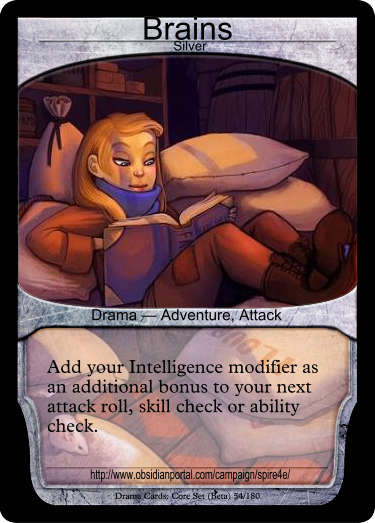 Brains
Silver
Drama — Adventure, Attack
Add your Intelligence modifier as
an additional bonus to your next
attack roll, skill check or ability
check.
http://www.obsidianportal.com/campaign/spire4e/
Drama Cards: Core Set (Beta) 54/180